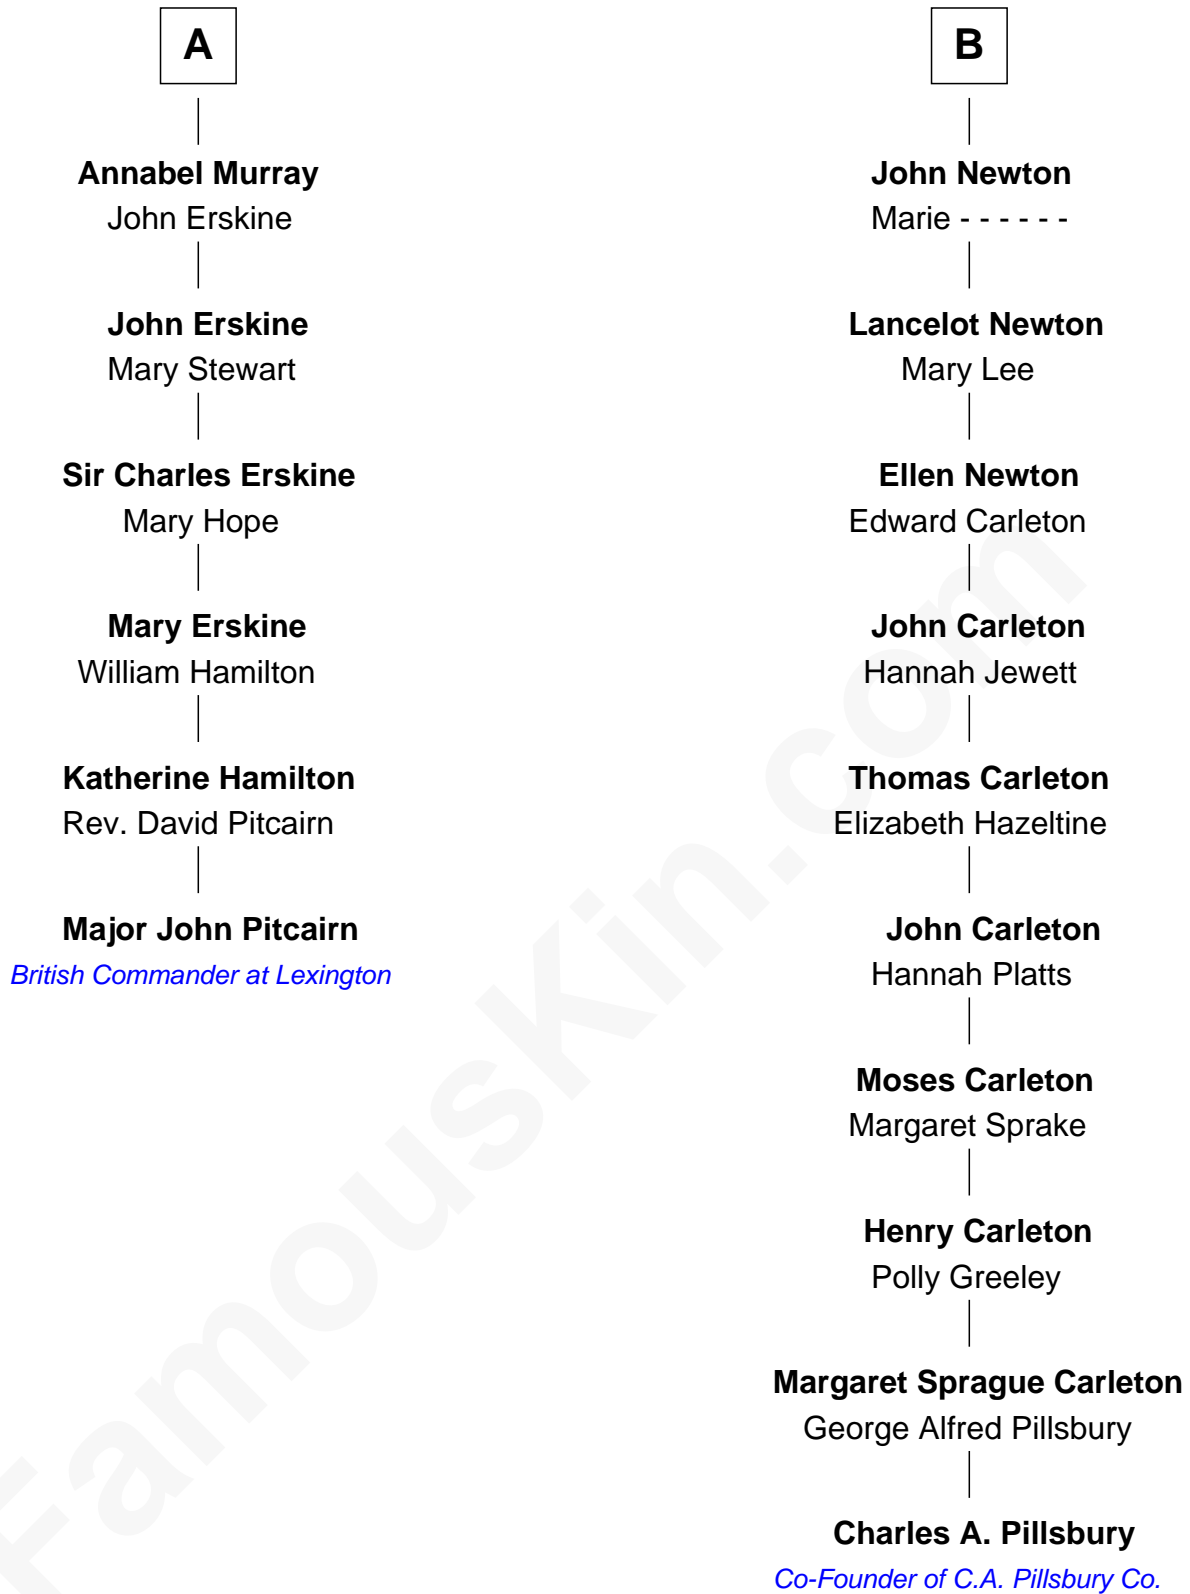 A
Annabel Murray
John Erskine
John Erskine
Mary Stewart
Sir Charles Erskine
Mary Hope
Mary Erskine
William Hamilton
Katherine Hamilton
Rev. David Pitcairn
Major John Pitcairn
British Commander at Lexington
B
John Newton
Marie - - - - - -
Lancelot Newton
Mary Lee
Ellen Newton
Edward Carleton
John Carleton
Hannah Jewett
Thomas Carleton
Elizabeth Hazeltine
John Carleton
Hannah Platts
Moses Carleton
Margaret Sprake
Henry Carleton
Polly Greeley
Margaret Sprague Carleton
George Alfred Pillsbury
Charles A. Pillsbury
Co-Founder of C.A. Pillsbury Co.
FamousKin.com